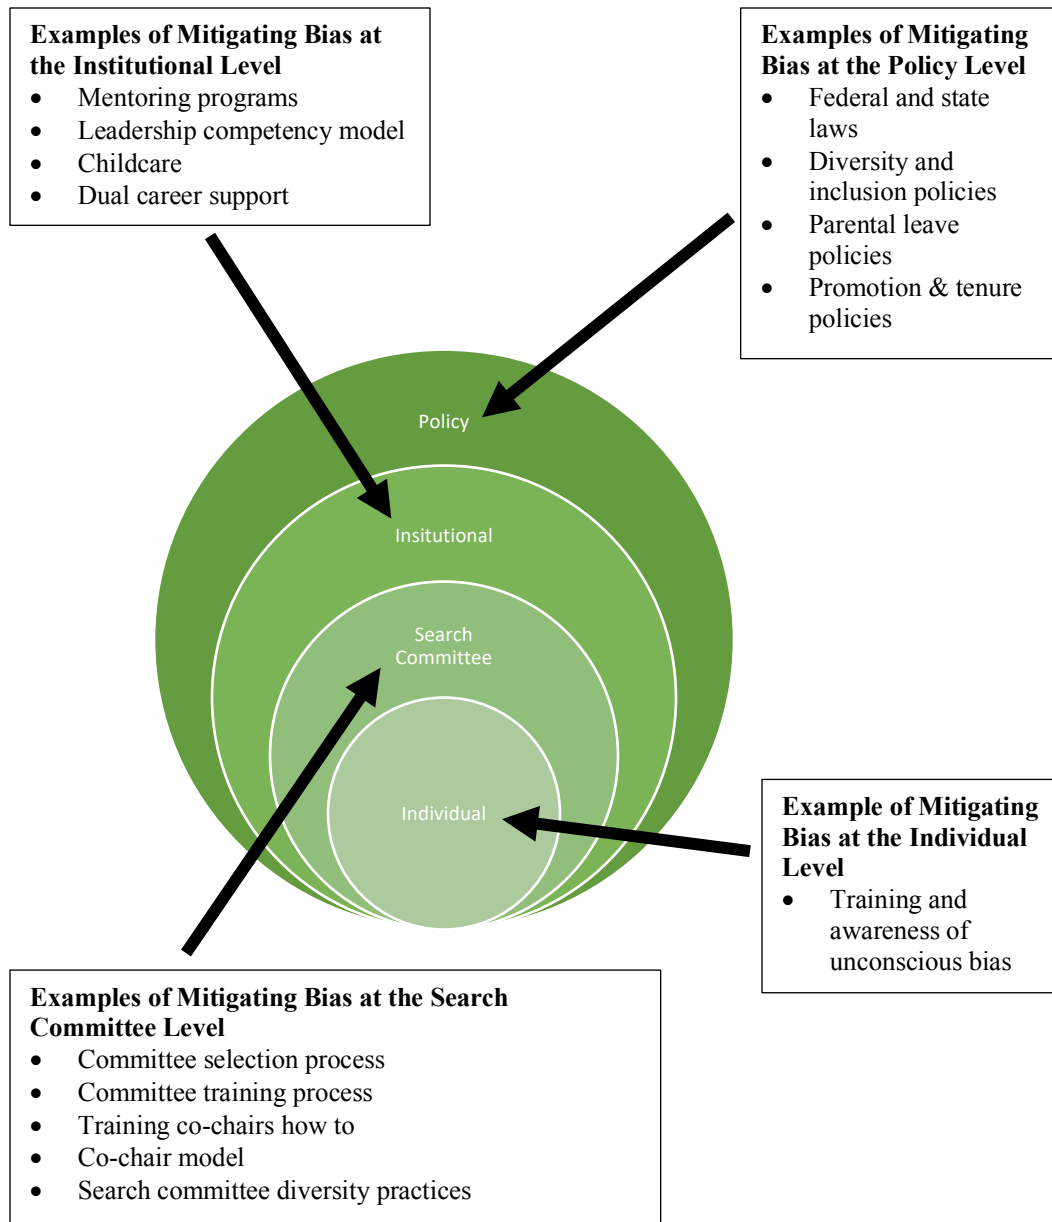 Examples of Mitigating Bias at
the Institutional Level
• Mentoring programs
• Leadership competency model
• Childcare
• Dual career support
Examples of Mitigating
Bias at the Policy Level
• Federal and state
laws
• Diversity and
inclusion policies
• Parental leave
policies
• Promotion & tenure
policies
Policy
Insitutional
Search
Committee
Individual
Example of Mitigating
Bias at the Individual
Level
• Training and
awareness of
unconscious bias
Examples of Mitigating Bias at the Search
Committee Level
• Committee selection process
• Committee training process
• Training co-chairs how to
• Co-chair model
• Search committee diversity practices